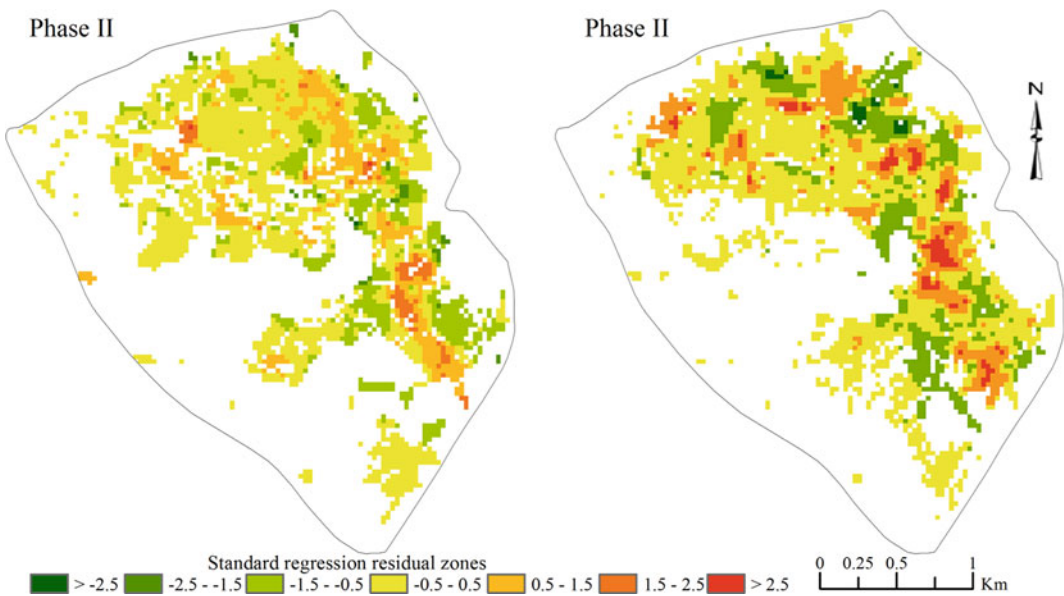 Phase II
Phase II
N
Standard regression residual zones
> -2.5 -2.5 - -1.5 -1.5 - -0.5 -0.5 - 0.5 0.5 - 1.5 1.5 - 2.5 > 2.5
0 0.25 0.5 1
Km